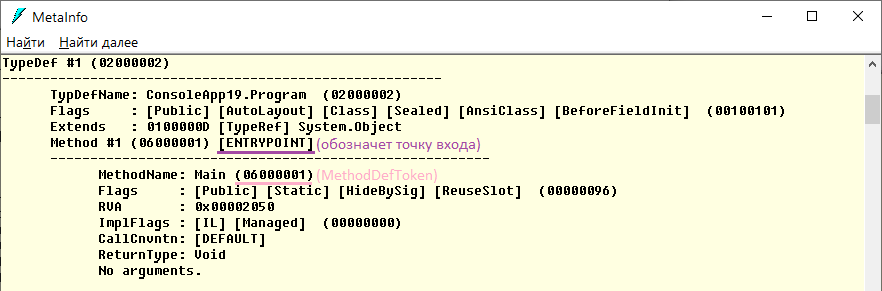 MetaInfo
Найти Найти далее
TypeDef #1 (02000002)
-------------------------------------------------------
TypDefName: ConsoleApp19.Program (02000002)
Flags : [Public] [AutoLayout] [Class] [Sealed] [AnsiClass] [BeforeFieldInit] (00100101)
Extends : 0100000D [TypeRef] System.Object
Method #1 (06000001) [ENTRYPOINT] (обозначет точку входа)
-------------------------------------------------------
MethodName: Main (06000001) (MethodDefToken)
Flags : [Public] [Static] [HideBySig] [ReuseSlot] (00000096)
RVA : 0x00002050
ImplFlags : [IL] [Managed] (00000000)
CallCnvntn: [DEFAULT]
ReturnType: Void
No arguments.